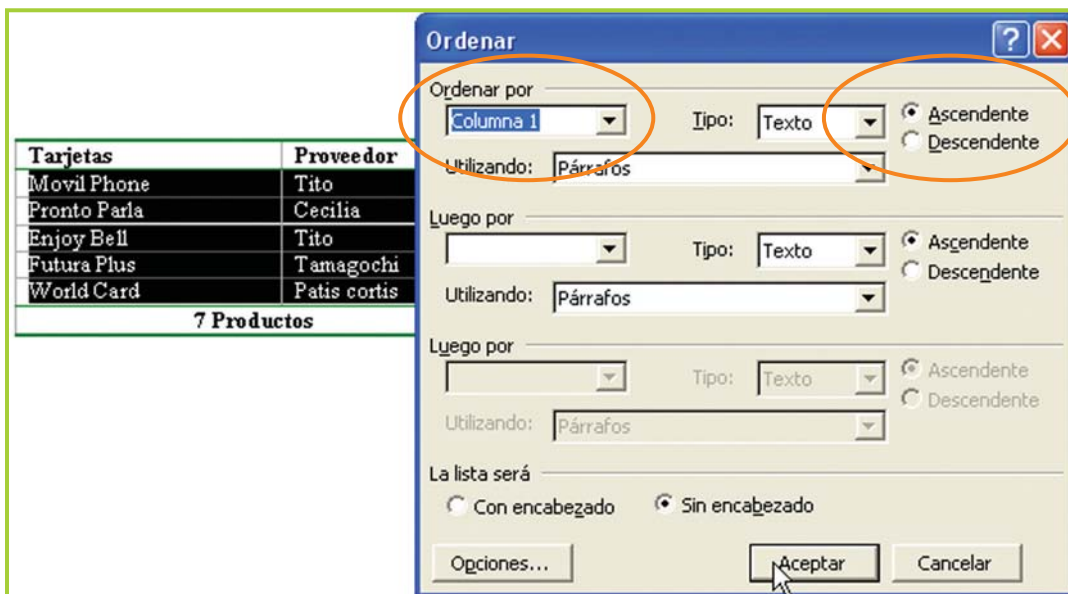 Tarjetas Proveedor
Movil Phone Tito
Pronto Parla Cecilia
Enjoy Bell Tito
Futura Plus Tamagochi
World Card Patis cortis
7 Productos
Ordenar
Ordenar por
Columna 1 Tipo: Texto Ascendente
Descendente
Utilizando: Párrafos
Luego por
Tipo: Texto Ascendente
Descendente
Utilizando: Párrafos
Luego por
Tipo: Texto Ascendente
Descendente
Utilizando: Párrafos
La lista será
Con encabezado Sin encabezado
Opciones... Aceptar Cancelar